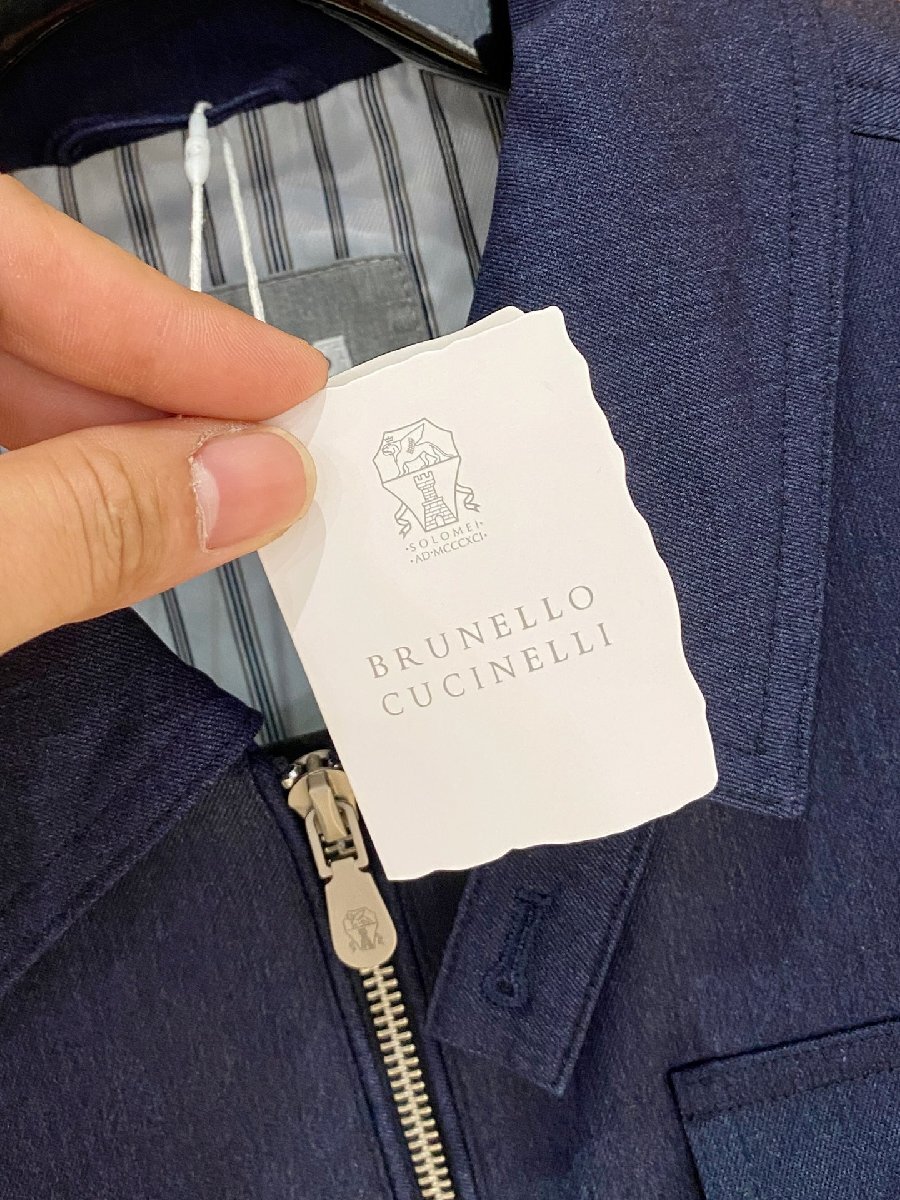 ·SOLOMEI·
·AD·MCCCXCI·
BRUNELLO
CUCINELLI